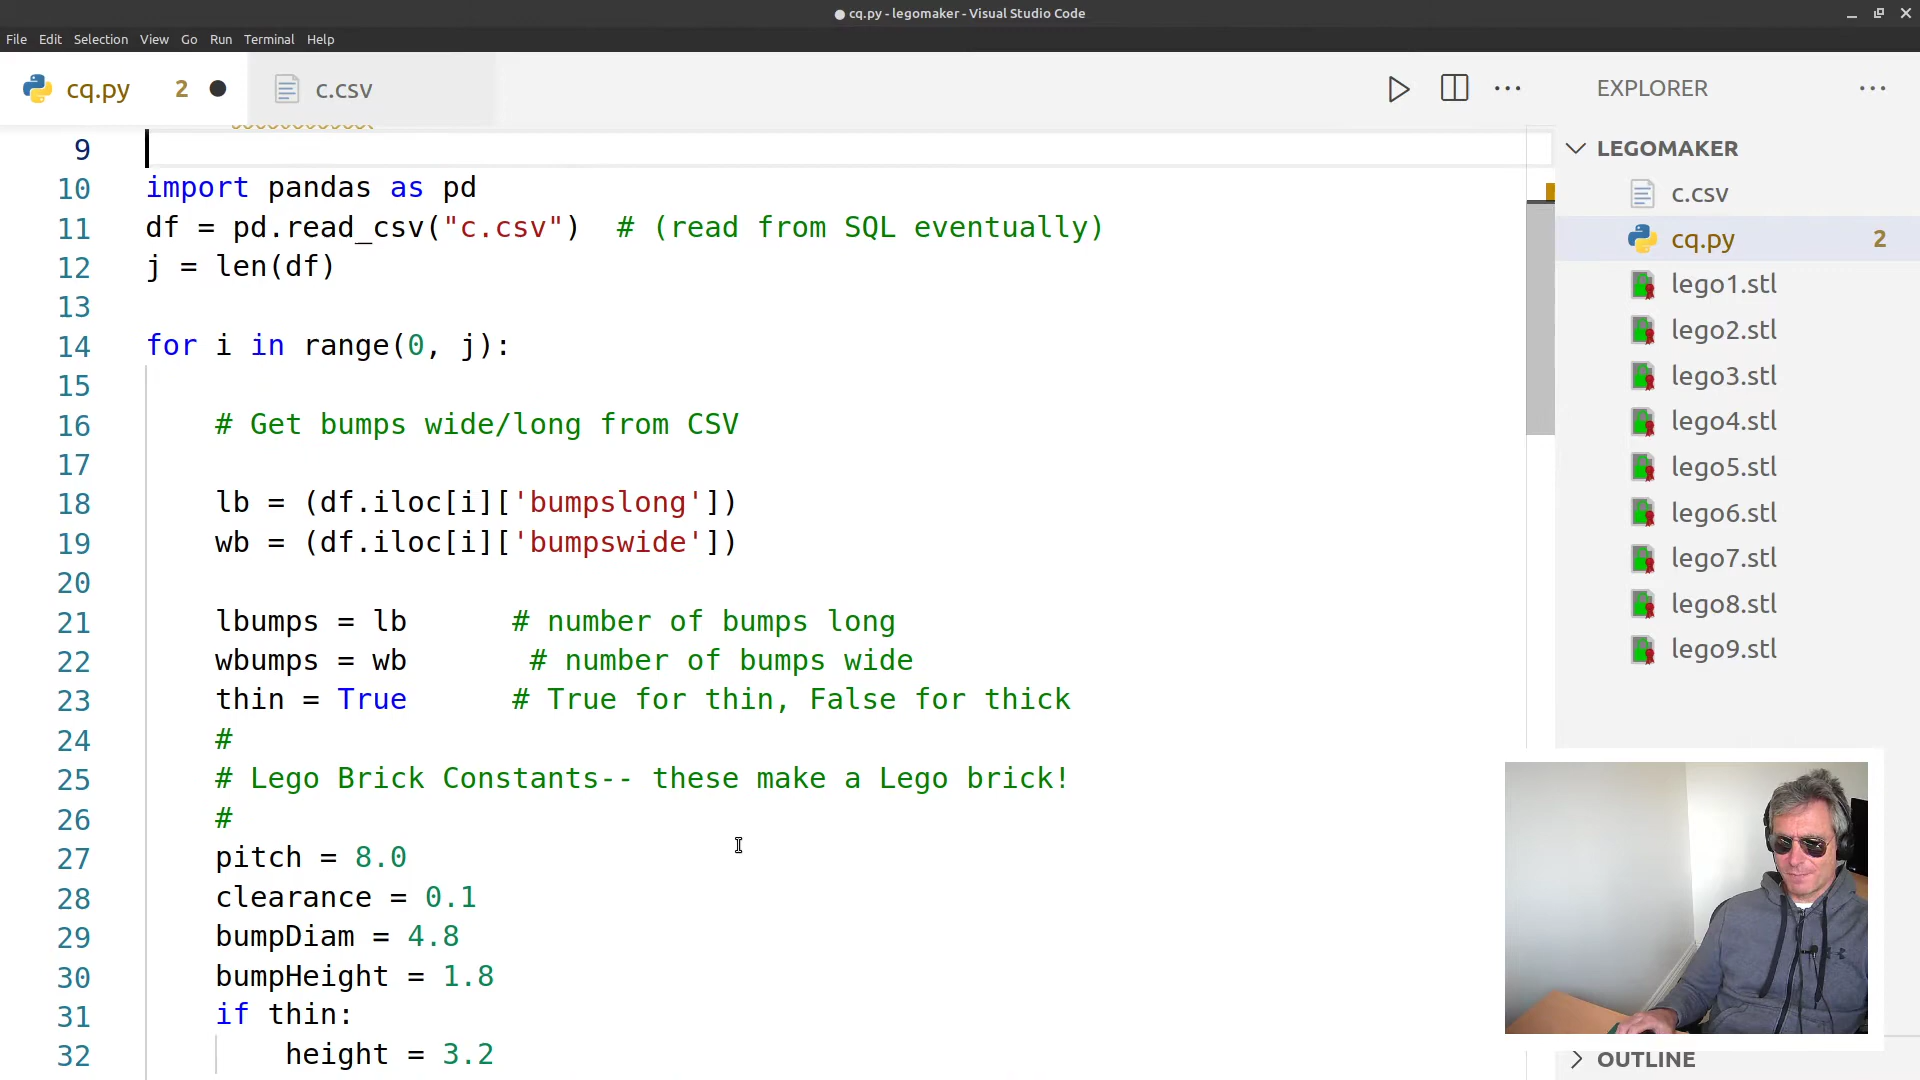 ● cq.py - legomaker - Visual Studio Code
File Edit Selection View Go Run Terminal Help
cq.py 2 ●
c.csv
EXPLORER
9
10 import pandas as pd
11 df = pd.read_csv("c.csv")  # (read from SQL eventually)
12 j = len(df)
13
14 for i in range(0, j):
15
16     # Get bumps wide/long from CSV
17
18     lb = (df.iloc[i]['bumpslong'])
19     wb = (df.iloc[i]['bumpswide'])
20
21     lbumps = lb      # number of bumps long
22     wbumps = wb       # number of bumps wide
23     thin = True      # True for thin, False for thick
24     #
25     # Lego Brick Constants-- these make a Lego brick!
26     #
27     pitch = 8.0
28     clearance = 0.1
29     bumpDiam = 4.8
30     bumpHeight = 1.8
31     if thin:
32         height = 3.2
LEGOMAKER
c.csv
cq.py 2
lego1.stl
lego2.stl
lego3.stl
lego4.stl
lego5.stl
lego6.stl
lego7.stl
lego8.stl
lego9.stl
OUTLINE